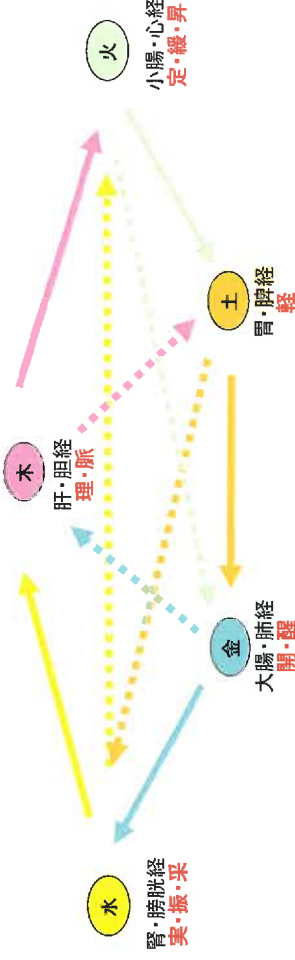 木
肝・胆経
理・脈
火
小腸・心経
定・緩・昇
土
胃・脾経
軽
金
大腸・肺経
開・醒
水
腎・膀胱経
実・振・采